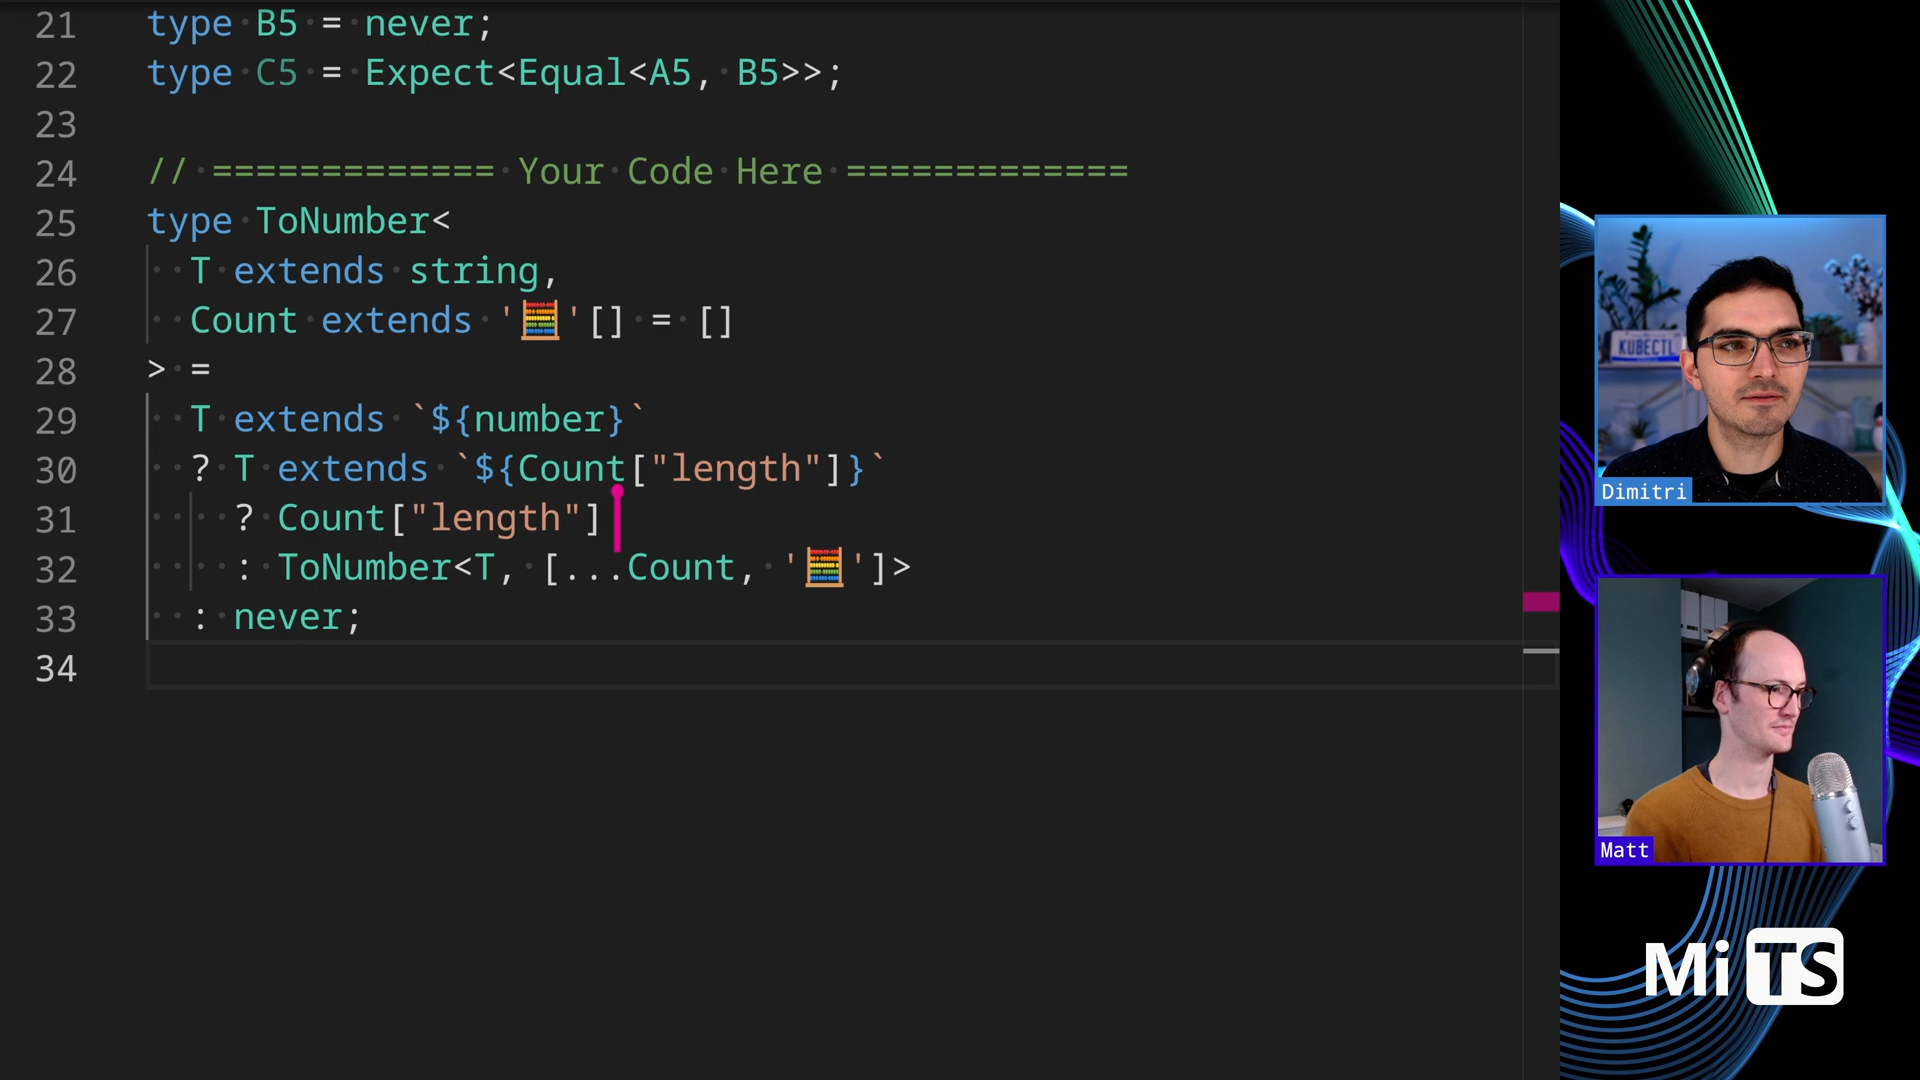 21 type B5 = never;
22 type C5 = Expect<Equal<A5, B5>>;
23
24 // ============= Your Code Here =============
25 type ToNumber<
26   T extends string,
27   Count extends '🧮'[] = []
28 > =
29   T extends `${number}`
30   ? T extends `${Count["length"]}`
31     ? Count["length"]
32     : ToNumber<T, [...Count, '🧮']>
33   : never;
34
KUBECTL
Dimitri
Matt
MiTS